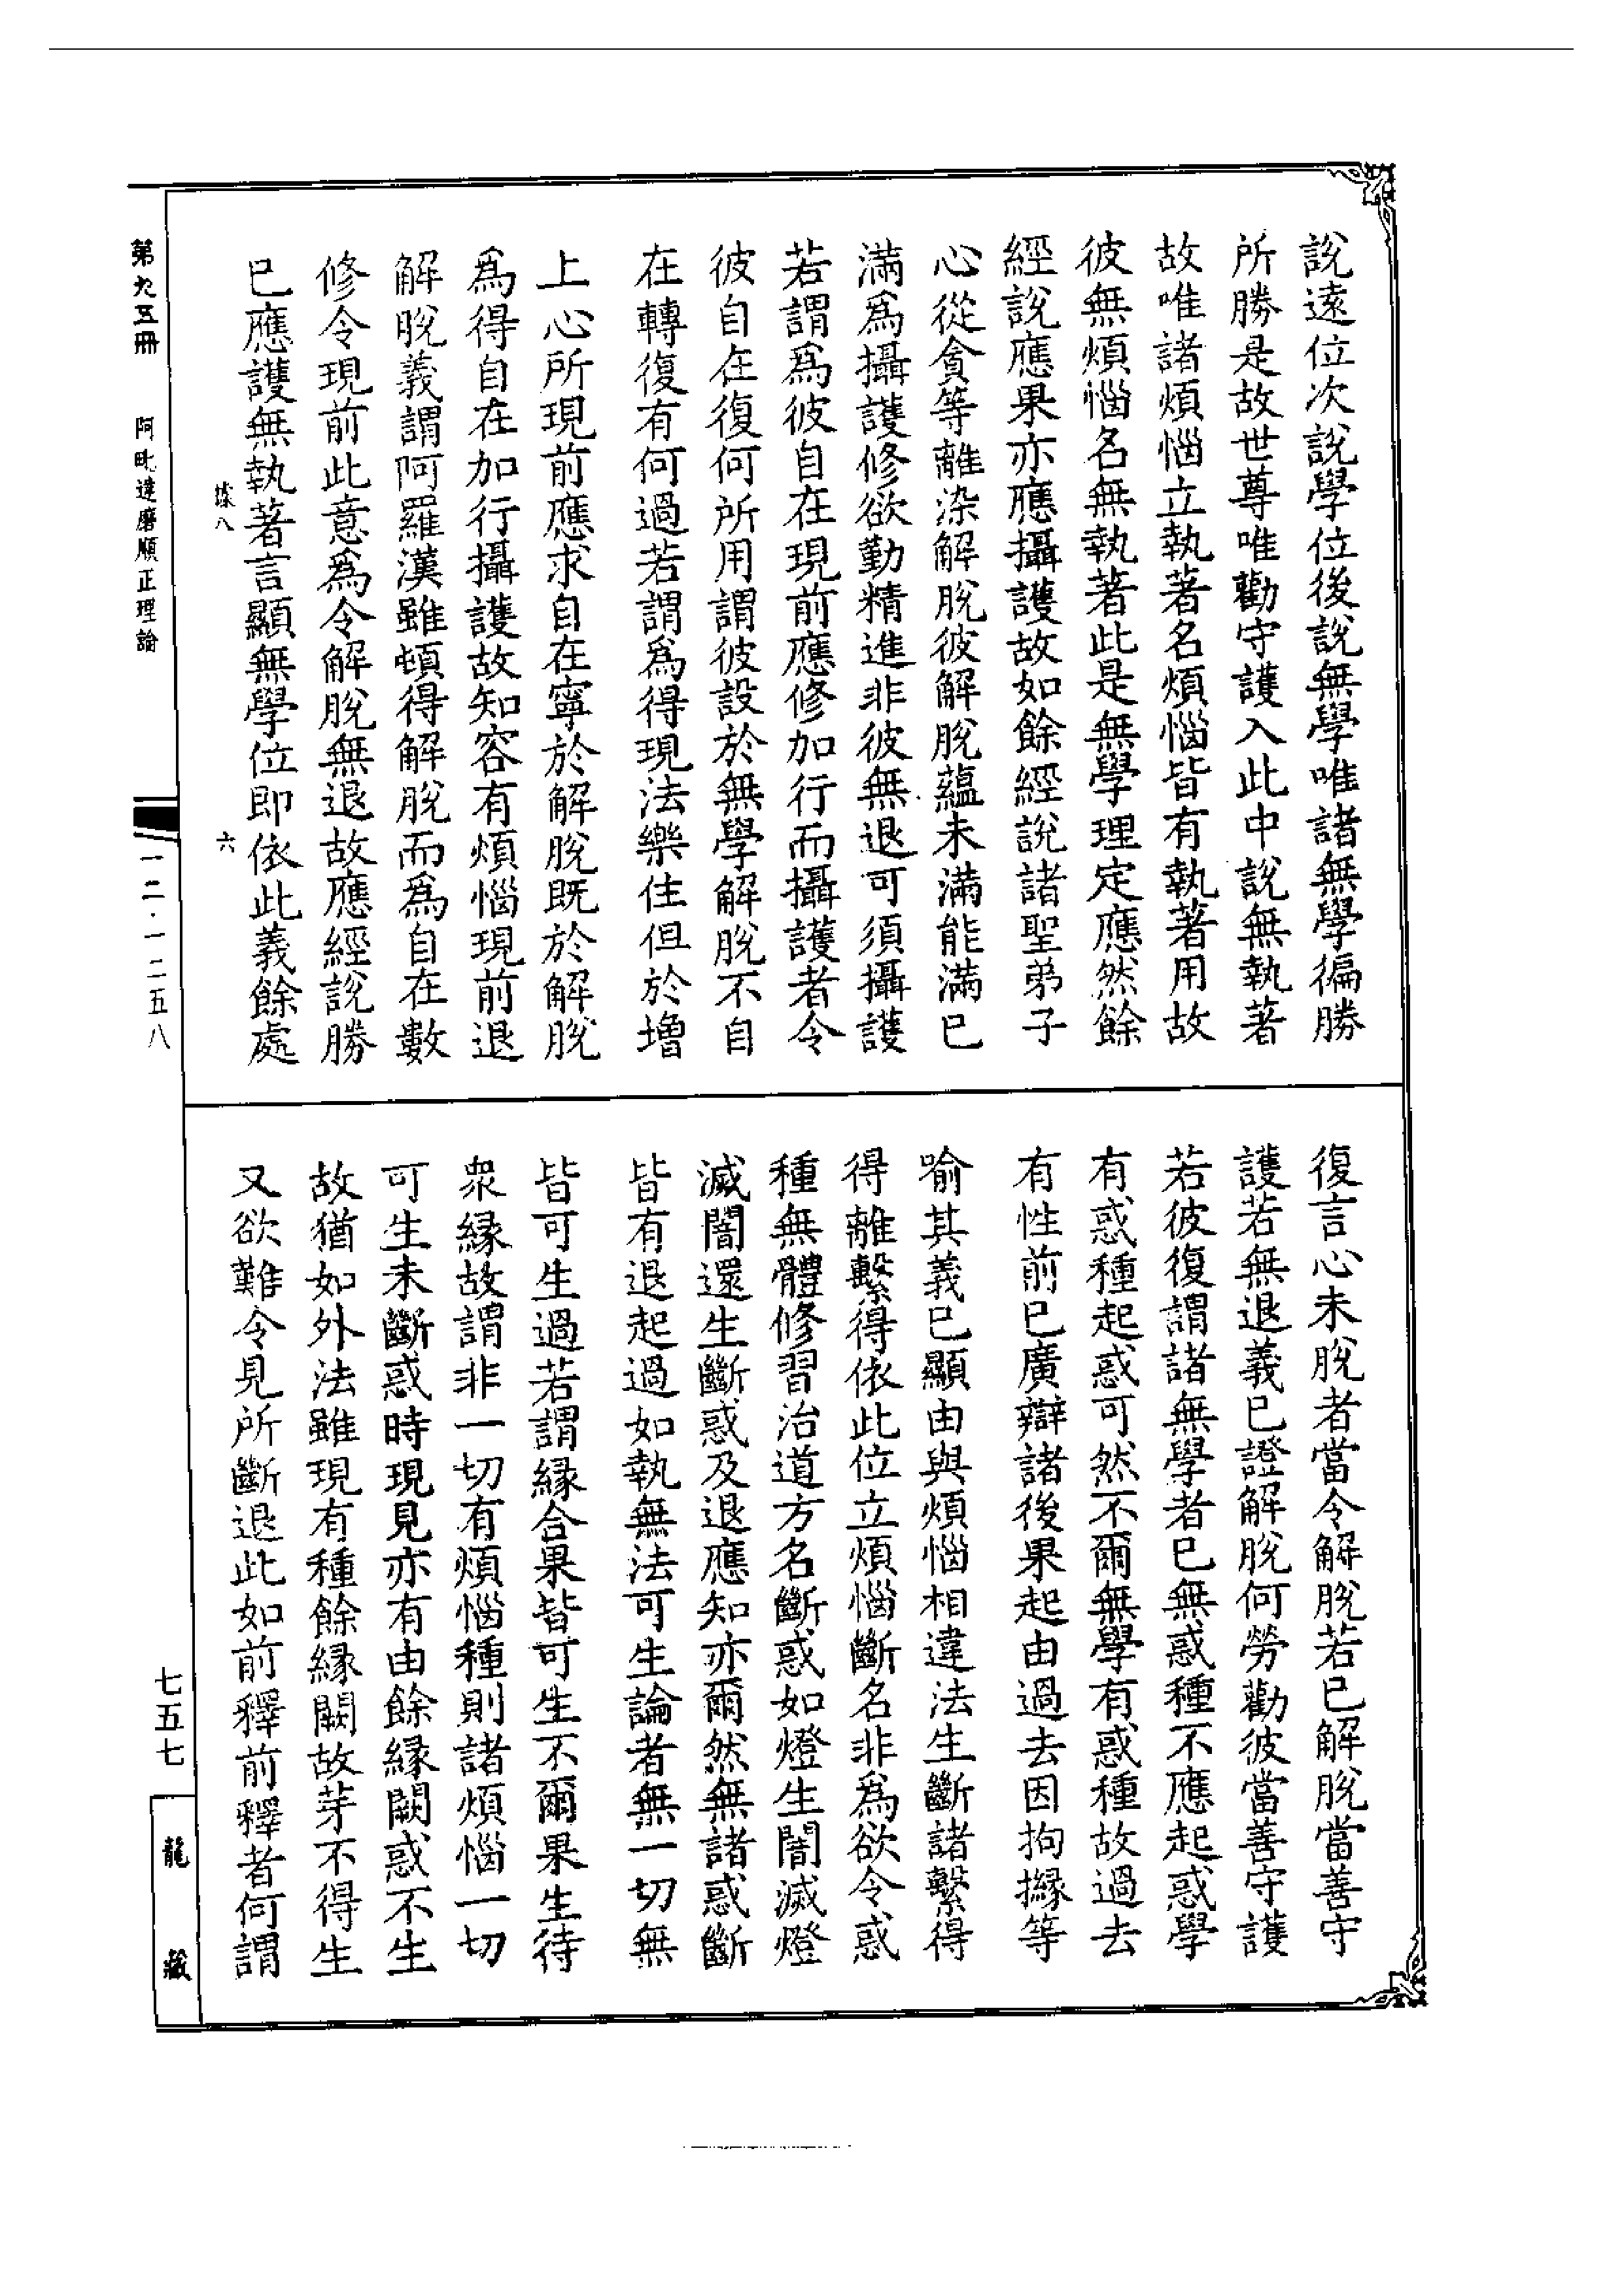 說遠位次說學位後說無學唯諸無學徧勝
所勝是故世尊唯勸守護入此中說無執著
故唯諸煩惱立執著名煩惱皆有執著用故
彼無煩惱名無執著此是無學理定應然餘
經說應果亦應攝護故如餘經說諸聖弟子
心從貪等離染解脫彼解脫蘊未滿能滿已
滿爲攝護修欲勤精進非彼無退可須攝護
若謂爲彼自在現前應修加行而攝護者令
彼自在復何所用謂彼設於無學解脫不自
在轉復有何過若謂爲得現法樂住但於增
上心所現前應求自在寧於解脫既於解脫
爲得自在加行攝護故知容有煩惱現前退
解脫義謂阿羅漢雖頓得解脫而爲自在數
修令現前此意爲令解脫無退故應經說勝
已應護無執著言顯無學位即依此義餘處
復言心未脫者當令解脫若已解脫當善守
護若無退義已證解脫何勞勸彼當善守護
若彼復謂諸無學者已無惑種不應起惑學
有惑種起惑可然不爾無學有惑種故過去
有性前已廣辯諸後果起由過去因拘櫞等
喻其義已顯由與煩惱相違法生斷諸繫得
得離繫得依此位立煩惱斷名非爲欲令惑
種無體修習治道方名斷惑如燈生闇滅燈
滅闇還生斷惑及退應知亦爾然無諸惑斷
皆有退起過如執無法可生論者無一切無
皆可生過若謂緣合果皆可生不爾果生待
衆緣故謂非一切有煩惱種則諸煩惱一切
可生未斷惑時現見亦有由餘緣闕惑不生
故猶如外法雖現有種餘緣闕故芽不得生
又欲難令見所斷退此如前釋前釋者何謂
第九五冊 阿毗達磨順正理論
八
六
一二·一二五八
七五七
龍藏